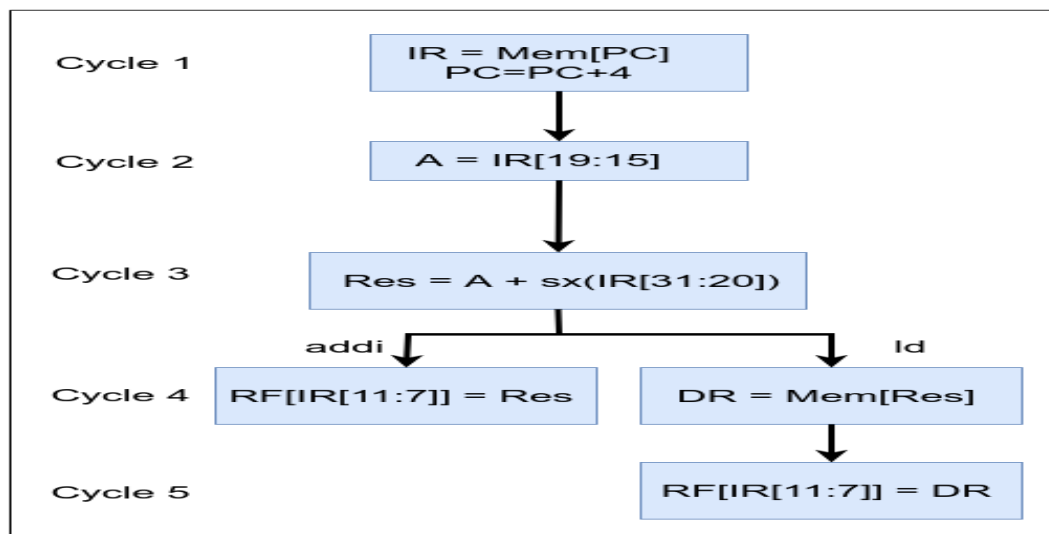 Cycle 1
IR = Mem[PC]
PC=PC+4
Cycle 2
A = IR[19:15]
Cycle 3
Res = A + sx(IR[31:20])
addi
ld
Cycle 4
RF[IR[11:7]] = Res
DR = Mem[Res]
Cycle 5
RF[IR[11:7]] = DR